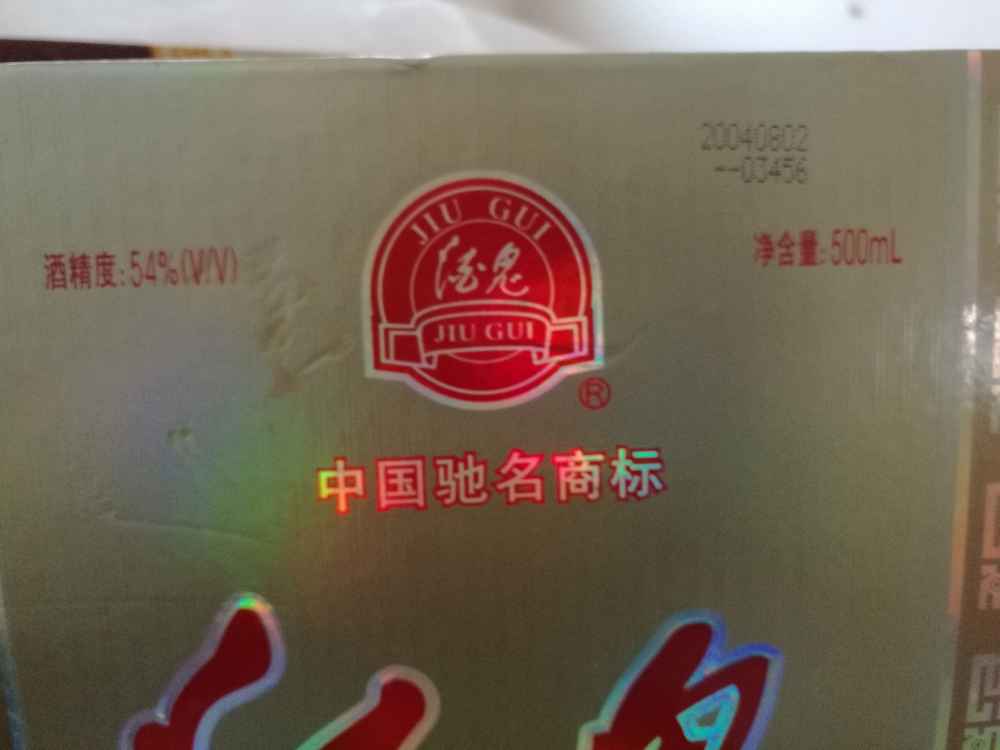 20040802
--03456
酒精度:54%(V/V)
净含量:500mL
JIU GUI
酒鬼
JIU GUI
®
中国驰名商标